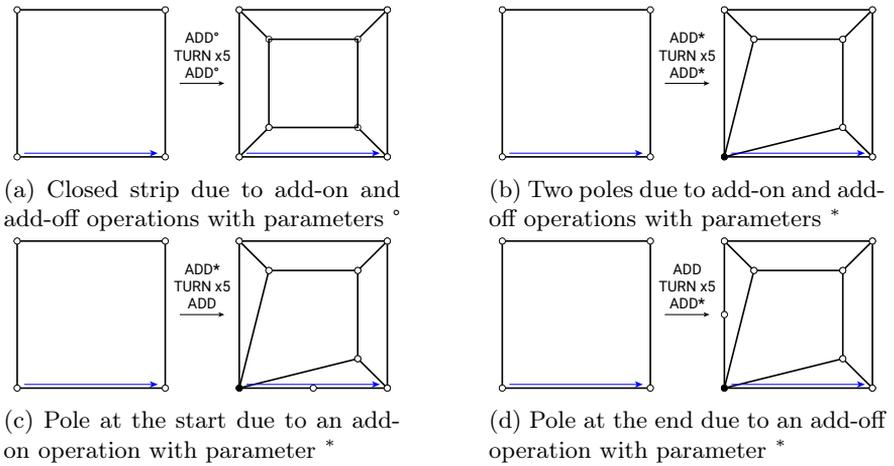 ADD°
TURN x5
ADD°
ADD*
TURN x5
ADD*
(a) Closed strip due to add-on and
add-off operations with parameters °
(b) Two poles due to add-on and add-
off operations with parameters *
ADD*
TURN x5
ADD
ADD
TURN x5
ADD*
(c) Pole at the start due to an add-
on operation with parameter *
(d) Pole at the end due to an add-off
operation with parameter *